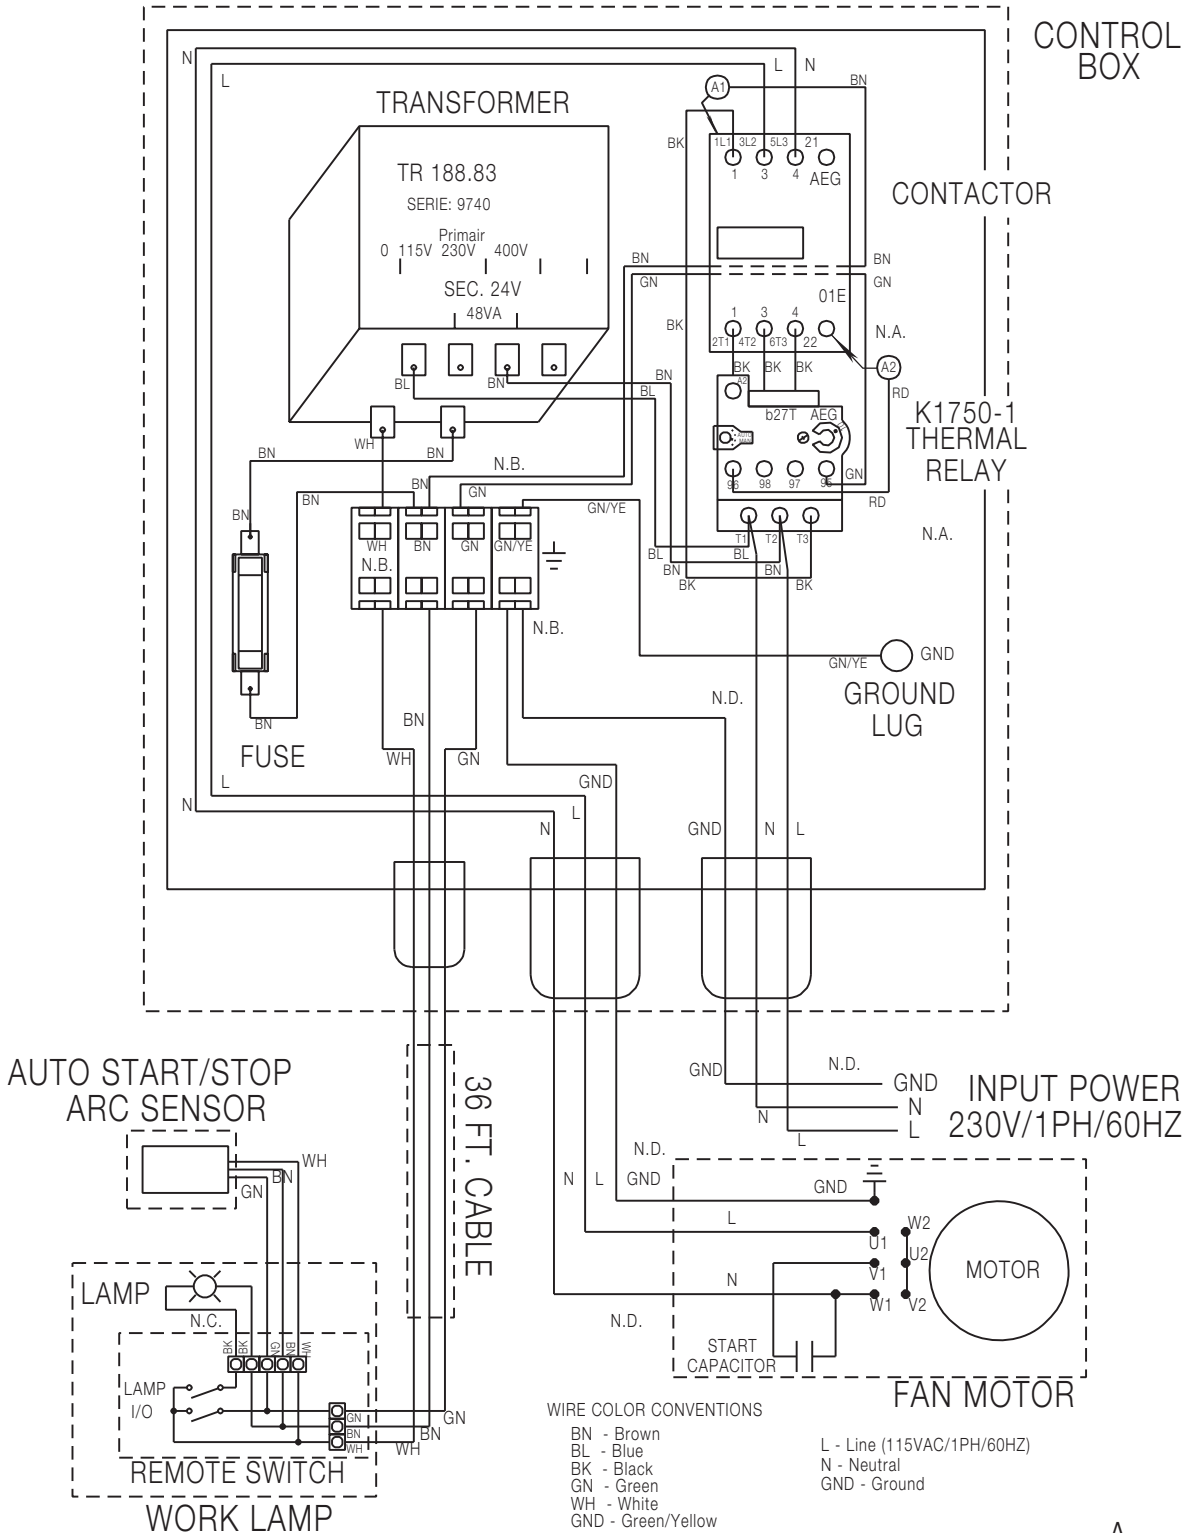 CONTROL
BOX
N
L
L
N
A1
BN
TRANSFORMER
BK
1L1 3L2 5L3 21
1 3 4 AEG
TR 188.83
SERIE: 9740
CONTACTOR
Primair
0 115V 230V 400V
SEC. 24V
48VA
BN
GN
BN
GN
01E
BK
1 3 4
2T1 4T2 6T3 22
N.A.
BK BK BK
A2
A2
RD
BL
BN
BN
BL
K1750-1
THERMAL
RELAY
b27T AEG
AUTO
MAN
WH
BN
BN
N.B.
BN
BN
GN
GN
96 98 97 95
RD
GN/YE
BN
N.A.
WH
BN
GN
GN/YE
T1 T2 T3
BL
BL
BN
BN
BK
BK
N.B.
N.B.
GN/YE
GND
GROUND
LUG
N.D.
BN
FUSE
BN
WH
GN
L
N
GND
L
N
GND
N
L
AUTO START/STOP
ARC SENSOR
36 FT. CABLE
N.D.
GND
GND
N
L
N
L
INPUT POWER
230V/1PH/60HZ
WH
BN
GN
N.D.
N
L
GND
GND
L
N
U1
V1
W1
W2
U2
V2
MOTOR
N.D.
START
CAPACITOR
FAN MOTOR
LAMP
N.C.
BK
BK
GN
BN
WH
LAMP
I/O
GN
BN
WH
GN
BN
WH
REMOTE SWITCH
WORK LAMP
WIRE COLOR CONVENTIONS
BN - Brown
BL - Blue
BK - Black
GN - Green
WH - White
GND - Green/Yellow
L - Line (115VAC/1PH/60HZ)
N - Neutral
GND - Ground
A